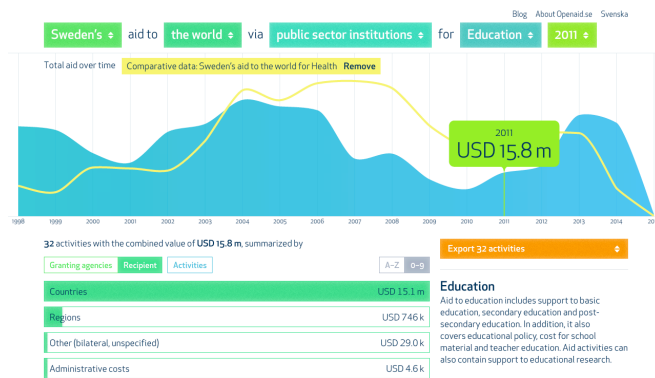 Blog About Openaid.se Svenska
Sweden's aid to the world via public sector institutions for Education 2011
Total aid over time Comparative data: Sweden's aid to the world for Health Remove
2011
USD 15.8 m
1998 1999 2000 2001 2002 2003 2004 2005 2006 2007 2008 2009 2010 2011 2012 2013 2014 20
32 activities with the combined value of USD 15.8 m, summarized by
Granting agencies Recipient Activities A–Z 0–9
Countries USD 15.1 m
Regions USD 746 k
Other (bilateral, unspecified) USD 29.0 k
Administrative costs USD 4.6 k
Export 32 activities
Education
Aid to education includes support to basic
education, secondary education and post-
secondary education. In addition, it also
covers educational policy, cost for school
material and teacher education. Aid activities can
also contain support to educational research.